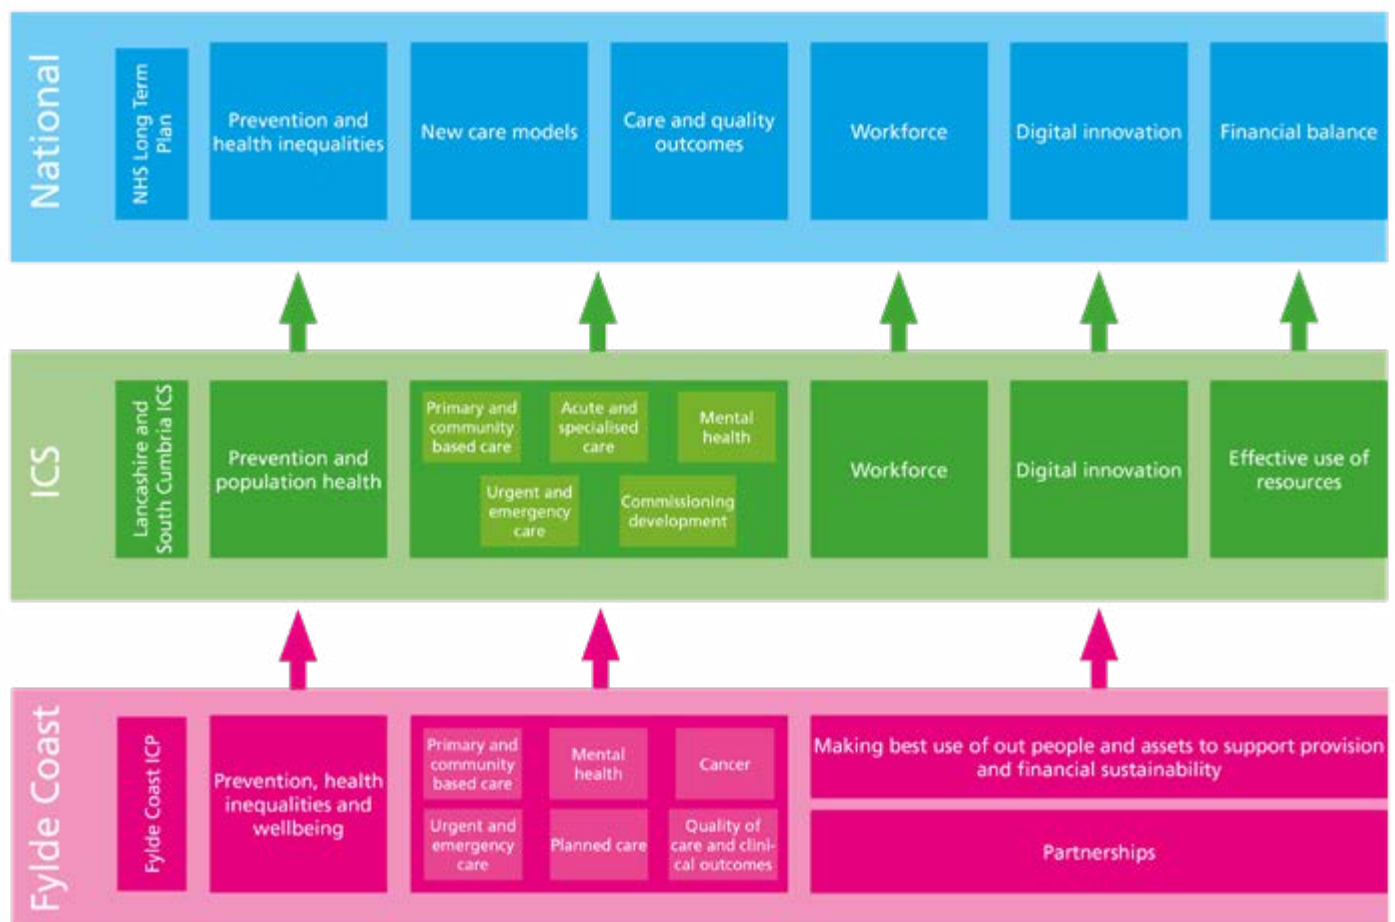 National
NHS Long Term
Plan
Prevention and
health inequalities
New care models
Care and quality
outcomes
Workforce
Digital innovation
Financial balance
ICS
Lancashire and
South Cumbria ICS
Prevention and
population health
Primary and
community
based care
Acute and
specialised
care
Mental
health
Urgent and
emergency
care
Commissioning
development
Workforce
Digital innovation
Effective use of
resources
Fylde Coast
Fylde Coast ICP
Prevention, health
inequalities and
wellbeing
Primary and
community
based care
Mental
health
Cancer
Urgent and
emergency
care
Planned care
Quality of
care and clini-
cal outcomes
Making best use of out people and assets to support provision
and financial sustainability
Partnerships